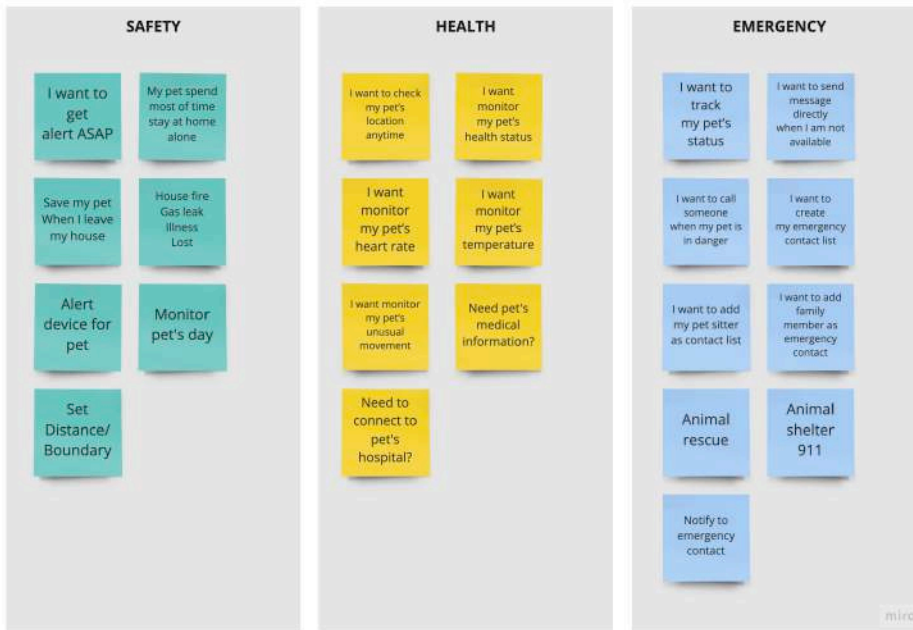 SAFETY
I want to
get
alert ASAP
My pet spend
most of time
stay at home
alone
Save my pet
When I leave
my house
House fire
Gas leak
Illness
Lost
Alert
device for
pet
Monitor
pet's day
Set
Distance/
Boundary
HEALTH
I want to check
my pet's
location
anytime
I want
monitor
my pet's
health status
I want
monitor
my pet's
heart rate
I want
monitor
my pet's
temperature
I want monitor
my pet's
unusual
movement
Need pet's
medical
information?
Need to
connect to
pet's
hospital?
EMERGENCY
I want to
track
my pet's
status
I want to send
message
directly
when I am not
available
I want to call
someone
when my pet is
in danger
I want to
create
my emergency
contact list
I want to add
my pet sitter
as contact list
I want to add
family
member as
emergency
contact
Animal
rescue
Animal
shelter
911
Notify to
emergency
contact
miro